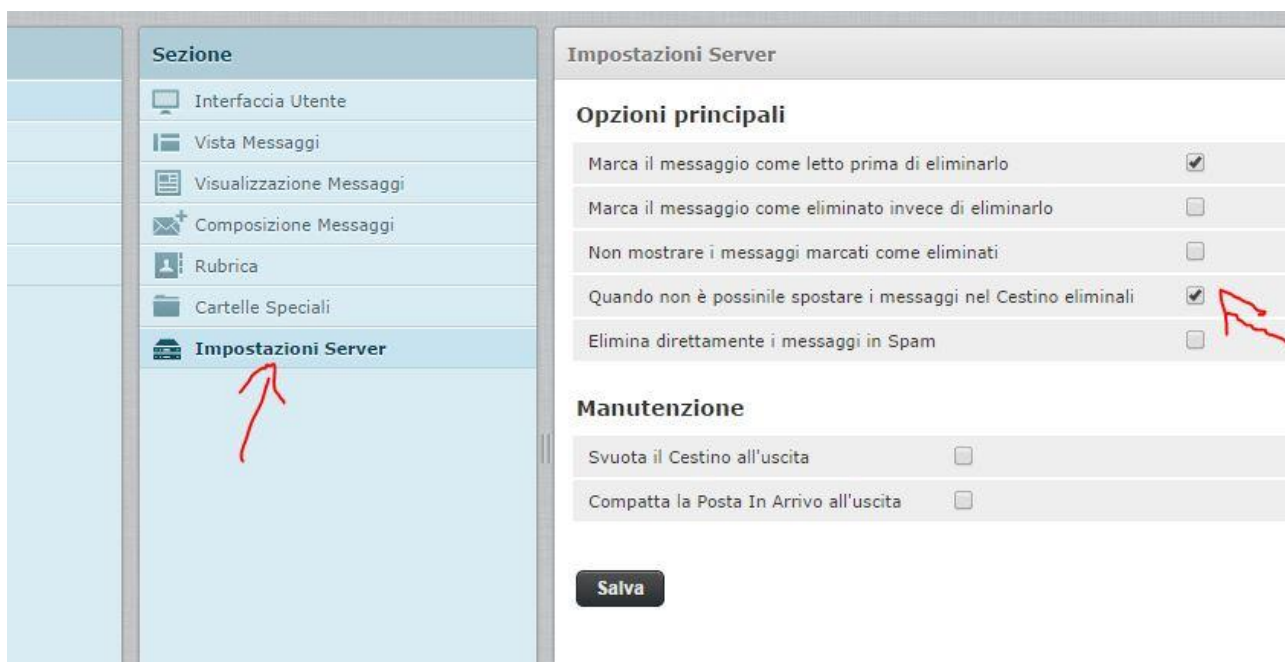 Sezione
Interfaccia Utente
Vista Messaggi
Visualizzazione Messaggi
Composizione Messaggi
Rubrica
Cartelle Speciali
Impostazioni Server
Impostazioni Server
Opzioni principali
Marca il messaggio come letto prima di eliminarlo
Marca il messaggio come eliminato invece di eliminarlo
Non mostrare i messaggi marcati come eliminati
Quando non è possinile spostare i messaggi nel Cestino eliminali
Elimina direttamente i messaggi in Spam
Manutenzione
Svuota il Cestino all'uscita
Compatta la Posta In Arrivo all'uscita
Salva